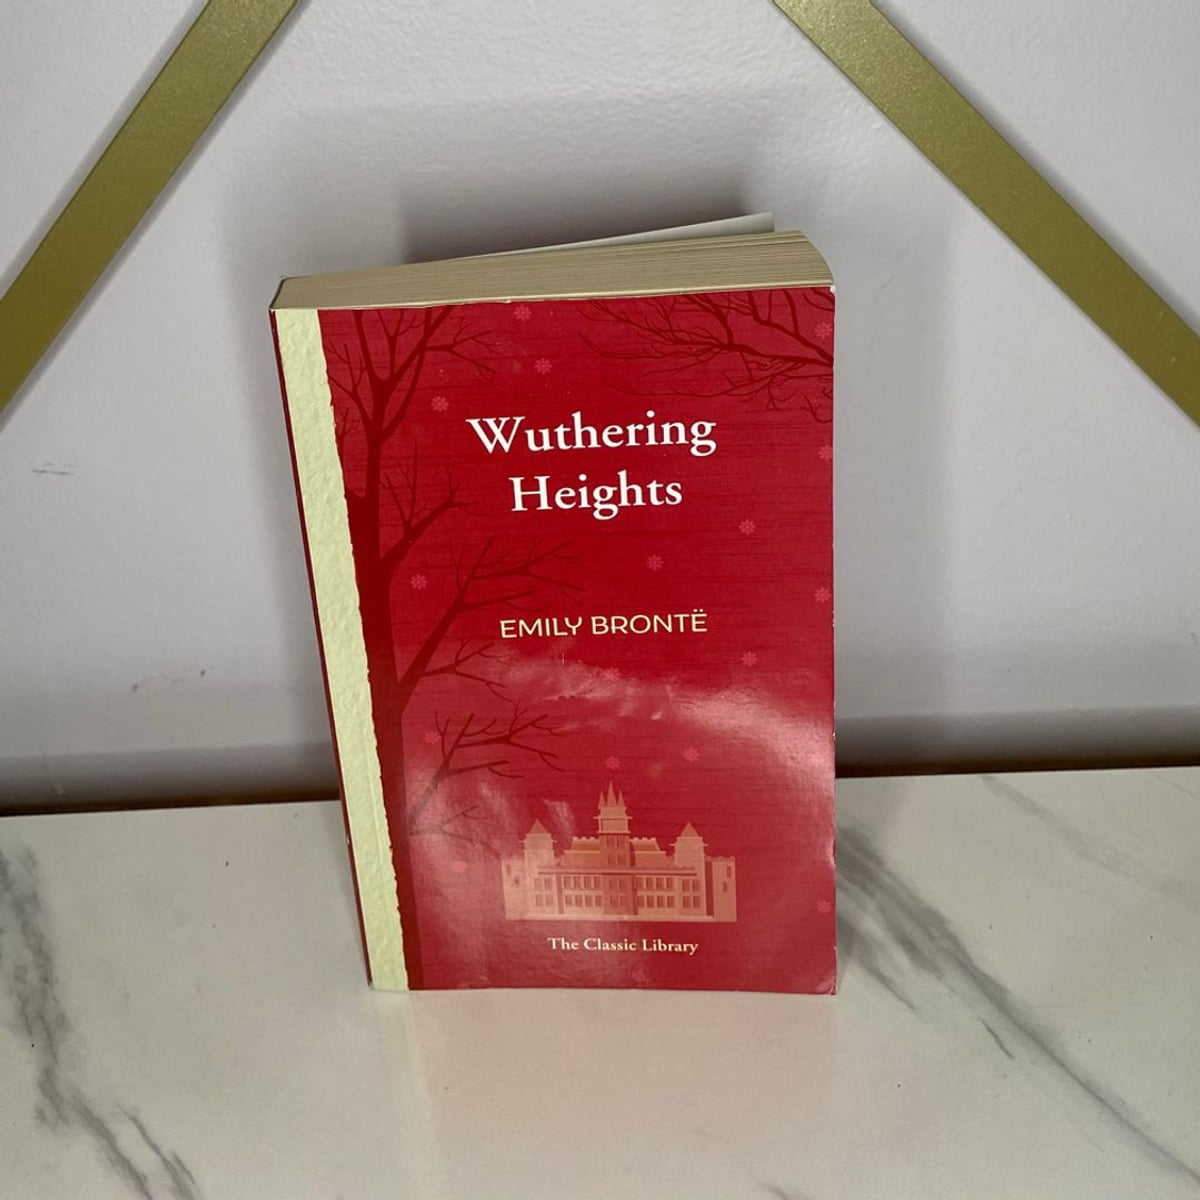 Wuthering
Heights
EMILY BRONTË
The Classic Library